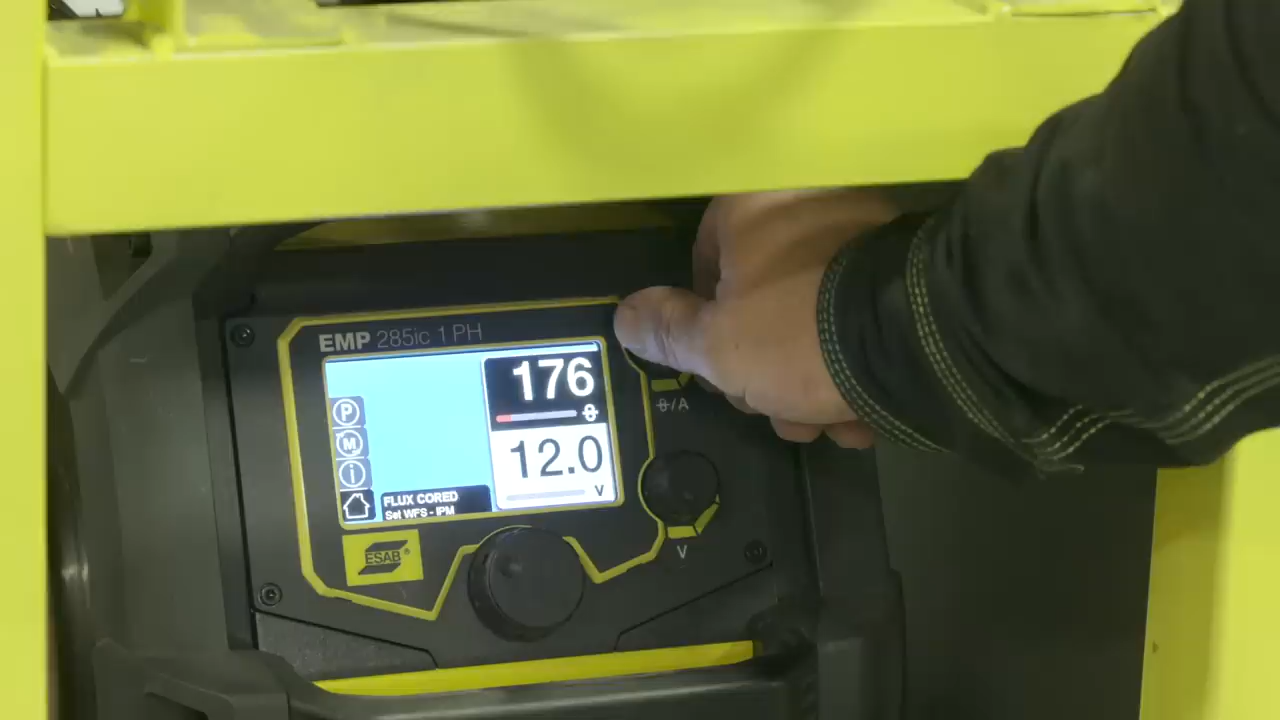 EMP 285ic 1 PH
176
12.0
V
P
M
i
FLUX CORED
Set WFS - IPM
ESAB®
/ A
V